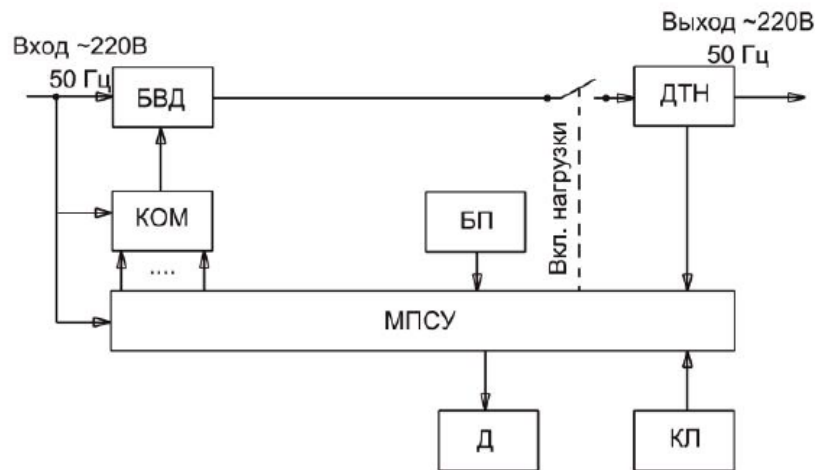 Вход ~220В
50 Гц
Выход ~220В
50 Гц
БВД
ДТН
КОМ
БП
Вкл. нагрузки
....
МПСУ
Д
КЛ